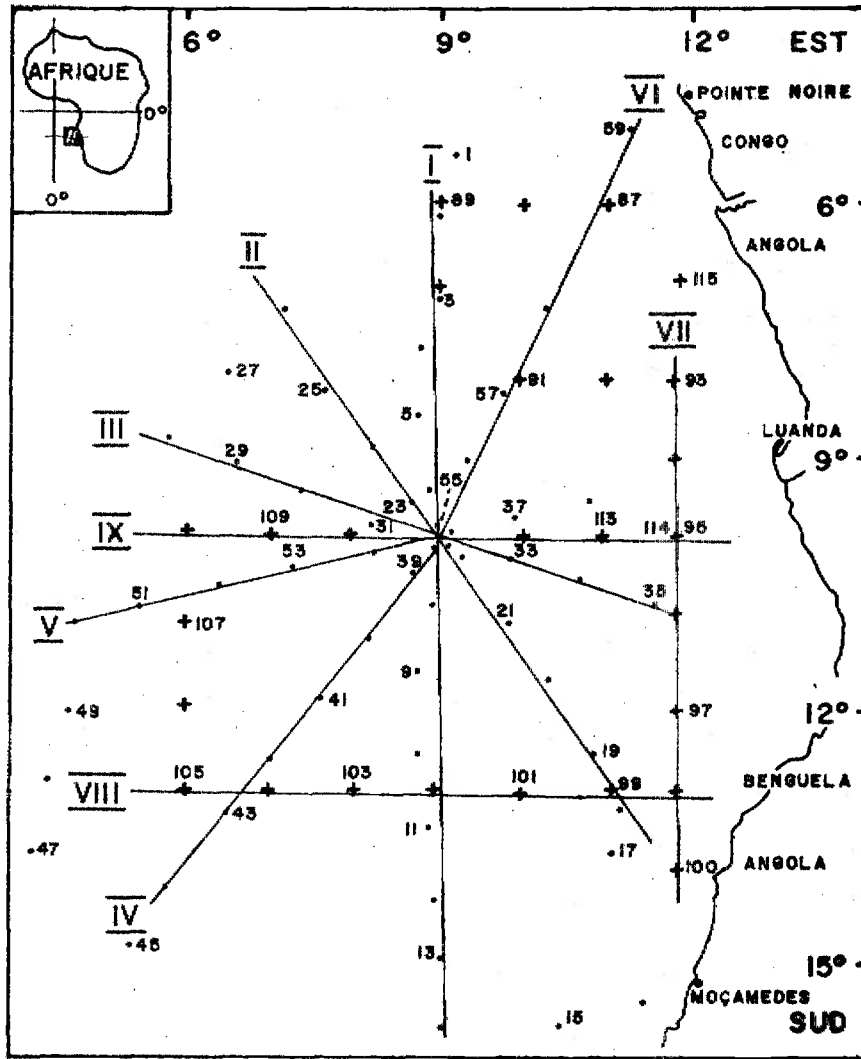 6° 9° 12° EST
AFRIQUE
0°
0°
VI
POINTE NOIRE
59
CONGO
I
1
89
87
6°
II
ANGOLA
3
115
VII
27
25
57
91
93
5
III
29
LUANDA
9°
55
23
31
37
IX
109
113
114
95
53
39
33
51
35
V
107
21
9
49
41
97
12°
19
VIII
105
103
101
99
BENGUELA
43
11
47
17
100
ANGOLA
IV
45
13
15°
MOÇAMEDES
15
SUD